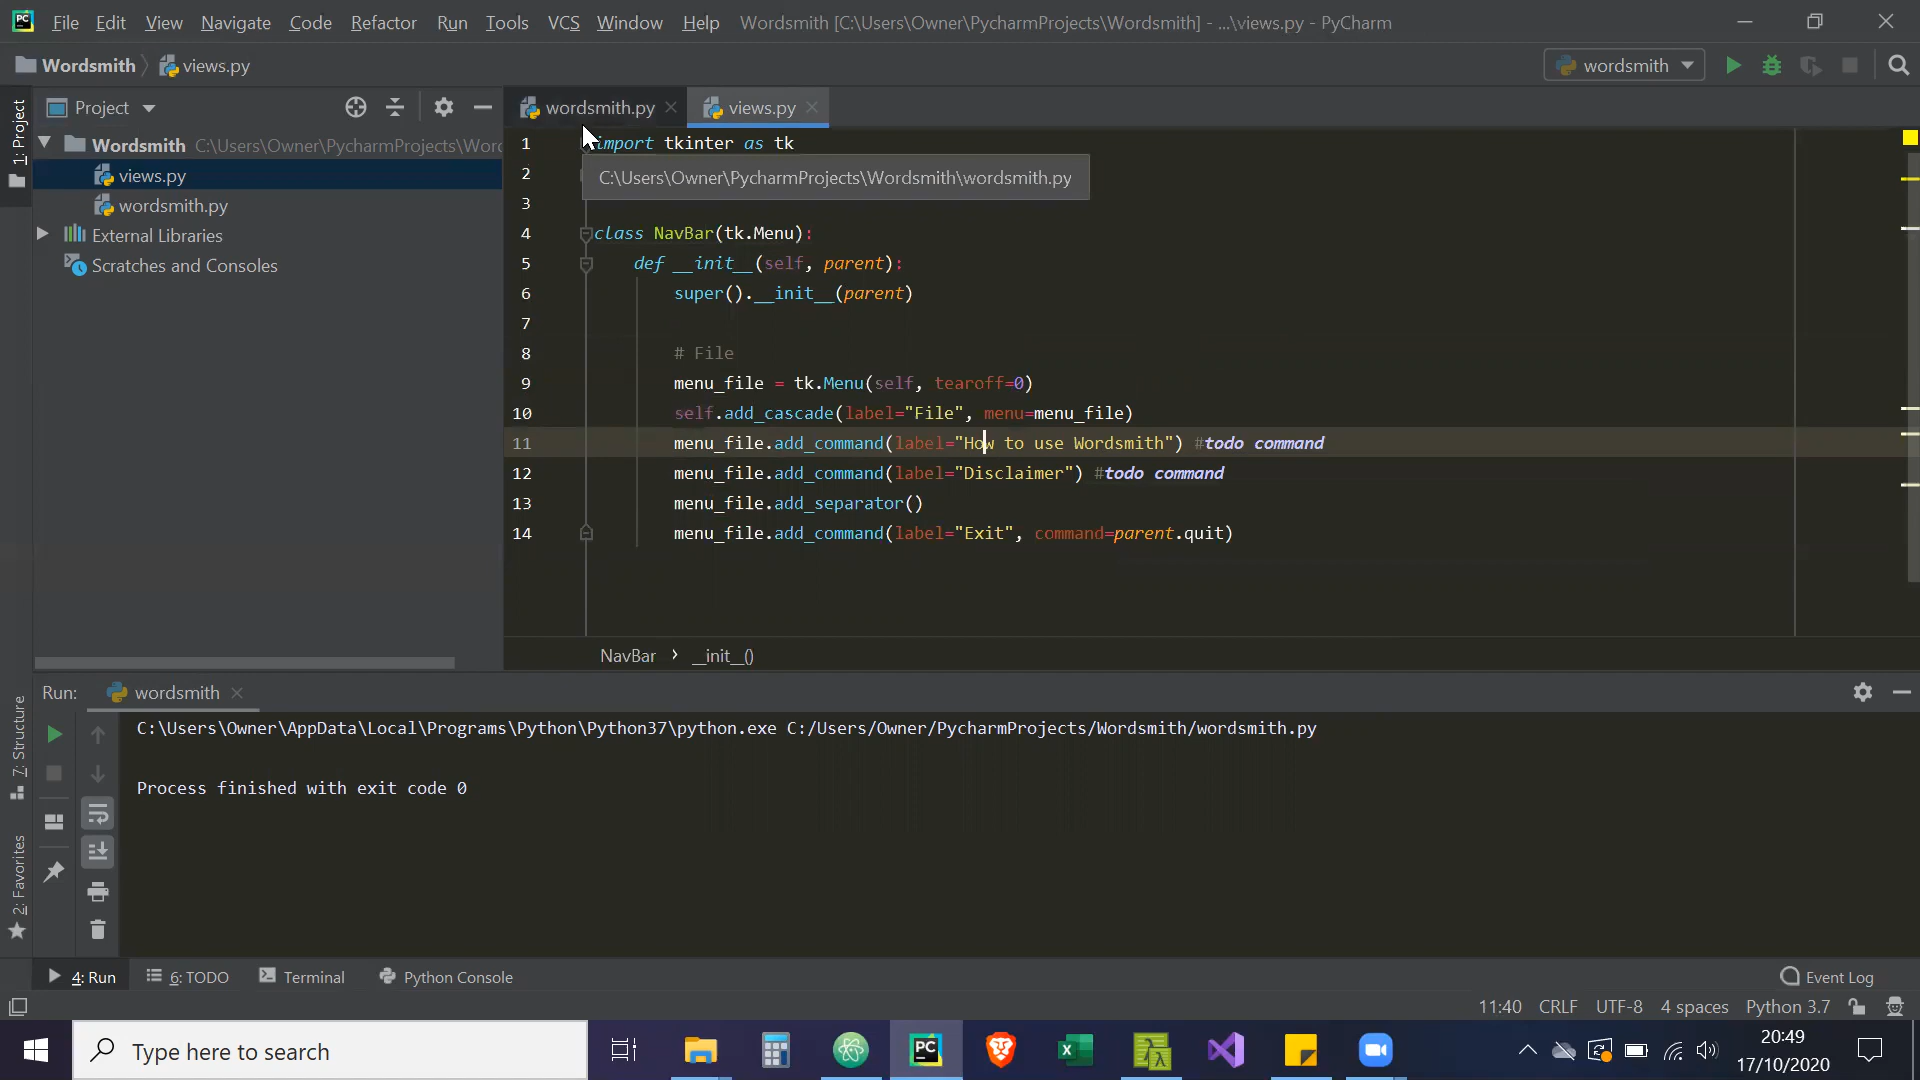 File Edit View Navigate Code Refactor Run Tools VCS Window Help Wordsmith [C:\Users\Owner\PycharmProjects\Wordsmith] - ...\views.py - PyCharm
Wordsmith views.py
wordsmith
1: Project
Project
wordsmith.py
views.py
Wordsmith C:\Users\Owner\PycharmProjects\Wor
views.py
wordsmith.py
External Libraries
Scratches and Consoles
1 import tkinter as tk
2
C:\Users\Owner\PycharmProjects\Wordsmith\wordsmith.py
3
4 class NavBar(tk.Menu):
5 def __init__(self, parent):
6 super().__init__(parent)
7
8 # File
9 menu_file = tk.Menu(self, tearoff=0)
10 self.add_cascade(label="File", menu=menu_file)
11 menu_file.add_command(label="How to use Wordsmith") #todo command
12 menu_file.add_command(label="Disclaimer") #todo command
13 menu_file.add_separator()
14 menu_file.add_command(label="Exit", command=parent.quit)
NavBar › __init__()
Run: wordsmith
C:\Users\Owner\AppData\Local\Programs\Python\Python37\python.exe C:/Users/Owner/PycharmProjects/Wordsmith/wordsmith.py
Process finished with exit code 0
7: Structure
2: Favorites
4: Run 6: TODO Terminal Python Console Event Log
11:40 CRLF UTF-8 4 spaces Python 3.7
Type here to search
PC
20:49
17/10/2020